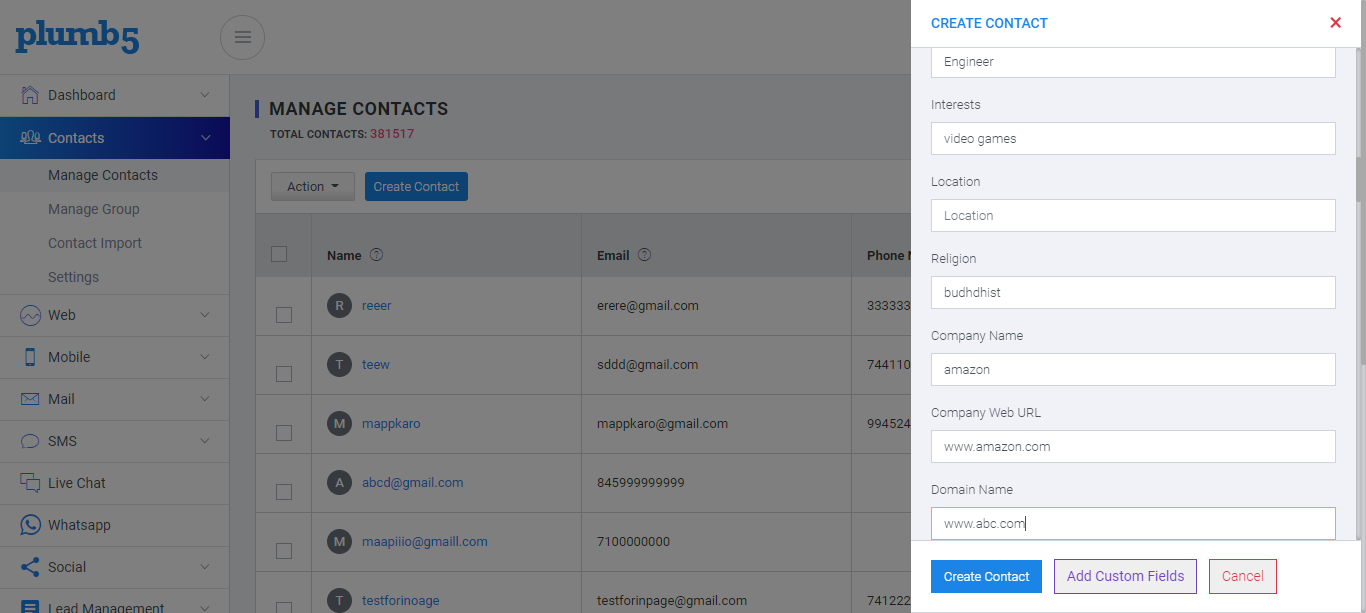 plumb5
Dashboard
Contacts
Manage Contacts
Manage Group
Contact Import
Settings
Web
Mobile
Mail
SMS
Live Chat
Whatsapp
Social
Lead Management
MANAGE CONTACTS
TOTAL CONTACTS: 381517
Action
Create Contact
Name ?
Email ?
Phone
R reeer erere@gmail.com 333333
T teew sddd@gmail.com 744110
M mappkaro mappkaro@gmail.com 994524
A abcd@gmail.com 845999999999
M maapiiio@gmaill.com 7100000000
T testforinoage testforinpage@gmail.com 741222
CREATE CONTACT
Engineer
Interests
video games
Location
Location
Religion
budhdhist
Company Name
amazon
Company Web URL
www.amazon.com
Domain Name
www.abc.com
Create Contact
Add Custom Fields
Cancel